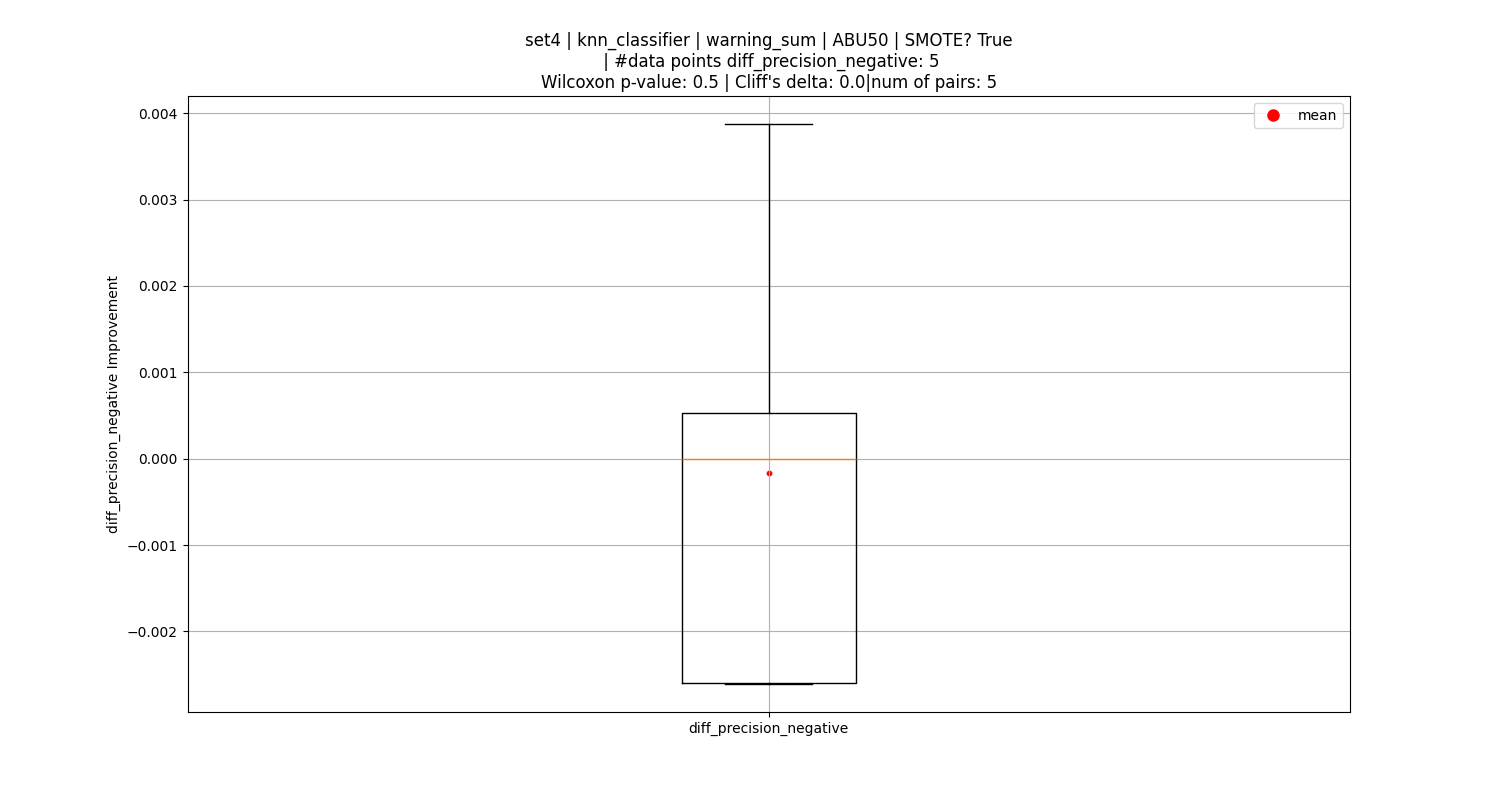 set4 | knn_classifier | warning_sum | ABU50 | SMOTE? True
| #data points diff_precision_negative: 5
Wilcoxon p-value: 0.5 | Cliff's delta: 0.0|num of pairs: 5
mean
0.004
0.003
0.002
0.001
0.000
−0.001
−0.002
diff_precision_negative Improvement
diff_precision_negative